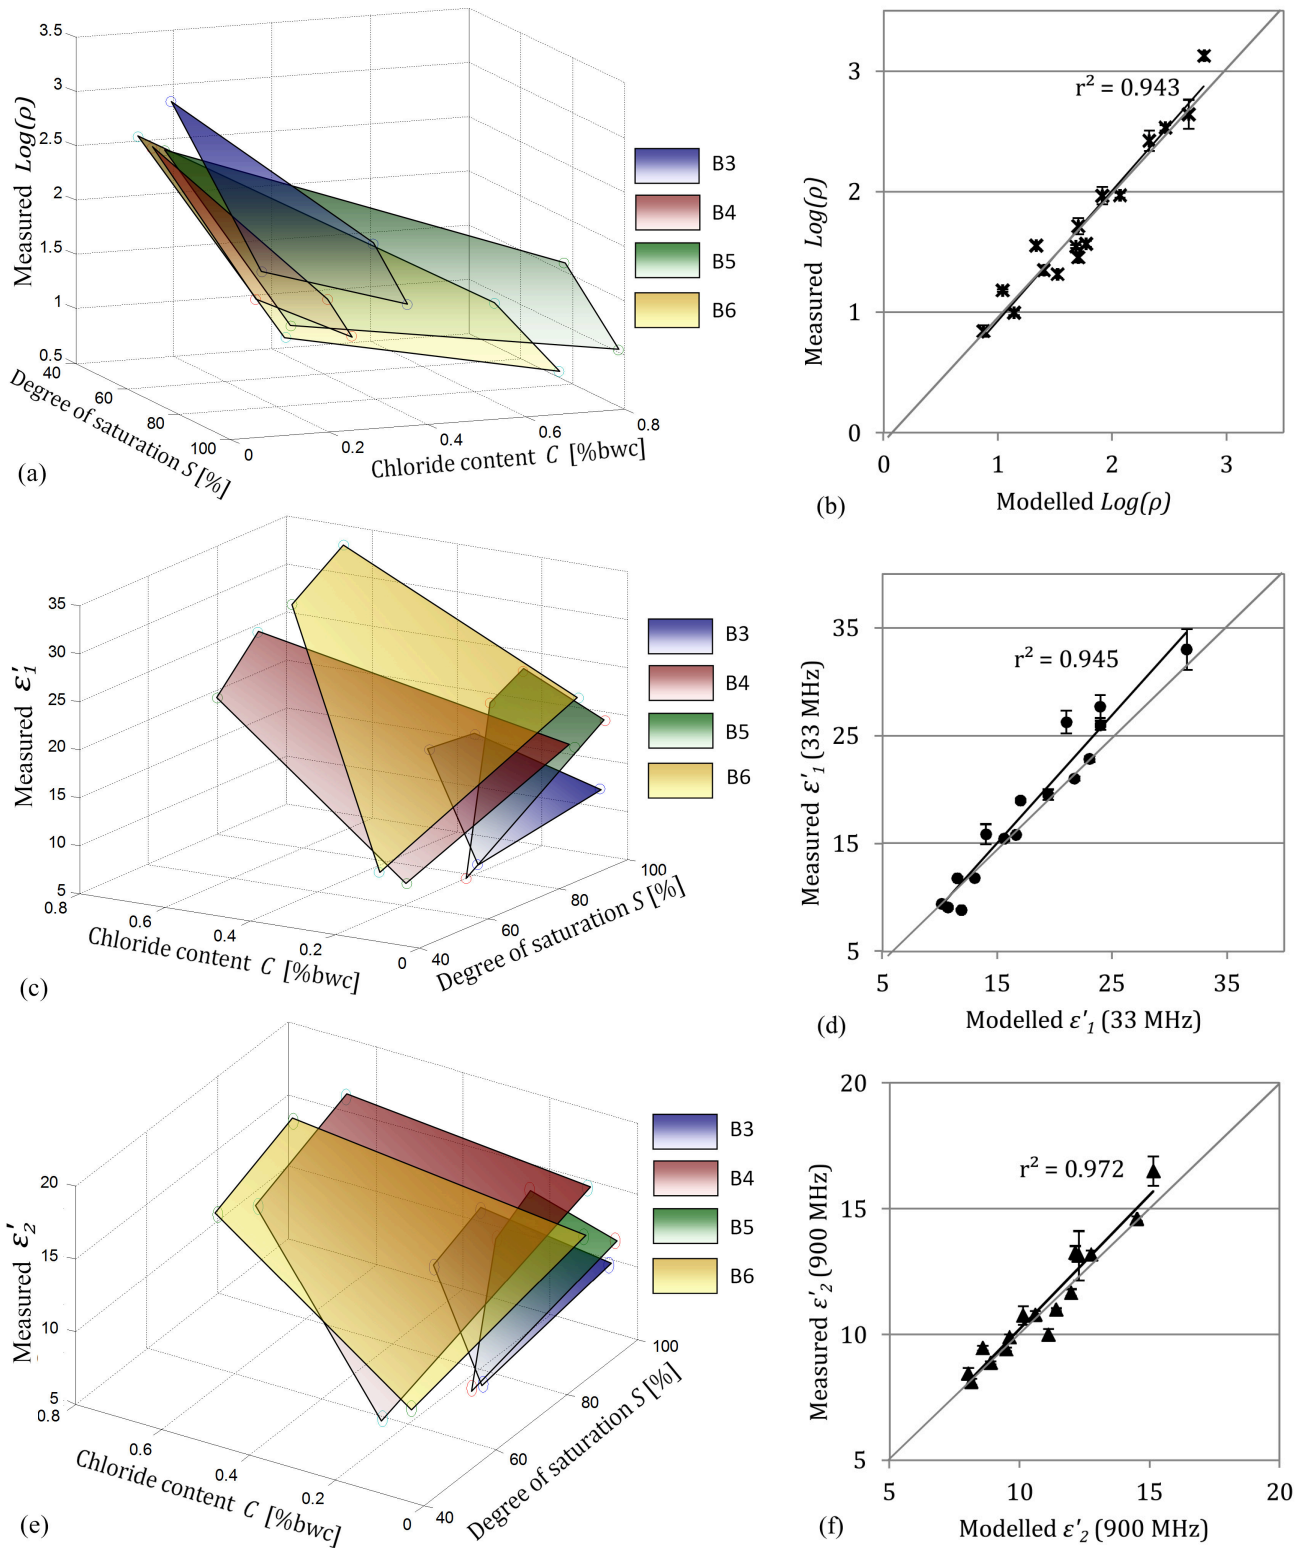 3.5
3
2.5
2
1.5
1
0.5
Measured Log(ρ)
40
60
80
100
Degree of saturation S [%]
0
0.2
0.4
0.6
0.8
Chloride content C [%bwc]
B3
B4
B5
B6
(a)
3
2
1
0
Measured Log(ρ)
r² = 0.943
0 1 2 3
Modelled Log(ρ)
(b)
35
30
25
20
15
10
5
Measured ε′₁
0.8
0.6
0.4
0.2
0
Chloride content C [%bwc]
40
60
80
100
Degree of saturation S [%]
B3
B4
B5
B6
(c)
35
25
15
5
Measured ε′₁ (33 MHz)
r² = 0.945
5 15 25 35
Modelled ε′₁ (33 MHz)
(d)
20
15
10
5
Measured ε′₂
0.8
0.6
0.4
0.2
0
Chloride content C [%bwc]
40
60
80
100
Degree of saturation S [%]
B3
B4
B5
B6
(e)
20
15
10
5
Measured ε′₂ (900 MHz)
r² = 0.972
5 10 15 20
Modelled ε′₂ (900 MHz)
(f)